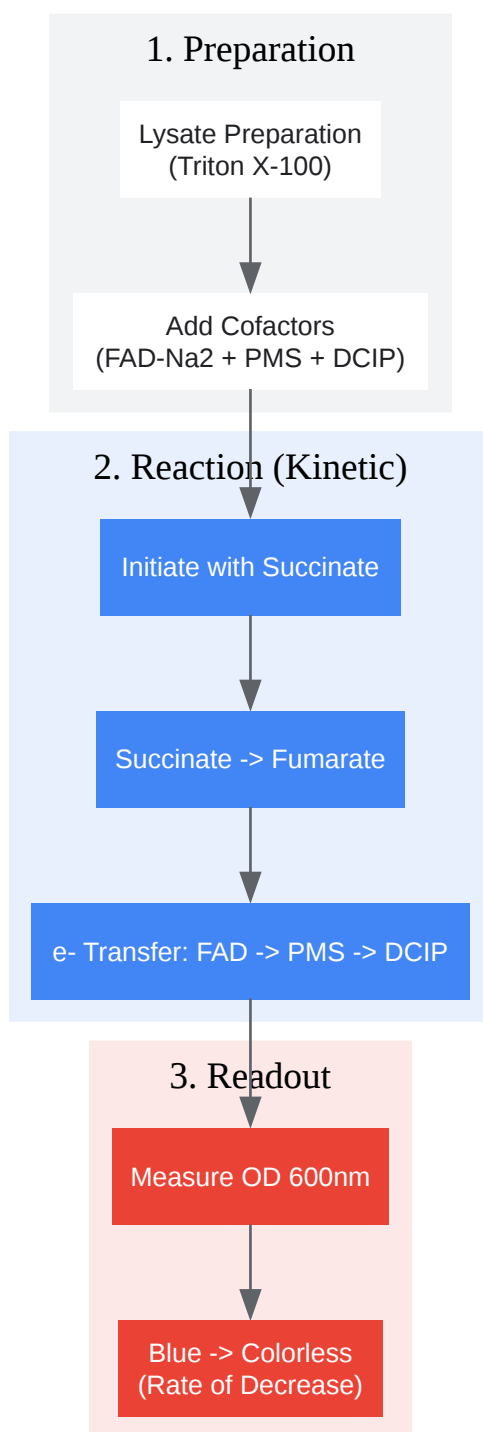 1. Preparation
Lysate Preparation
(Triton X-100)
Add Cofactors
(FAD-Na2 + PMS + DCIP)
2. Reaction (Kinetic)
Initiate with Succinate
Succinate -> Fumarate
e- Transfer: FAD -> PMS -> DCIP
3. Readout
Measure OD 600nm
Blue -> Colorless
(Rate of Decrease)